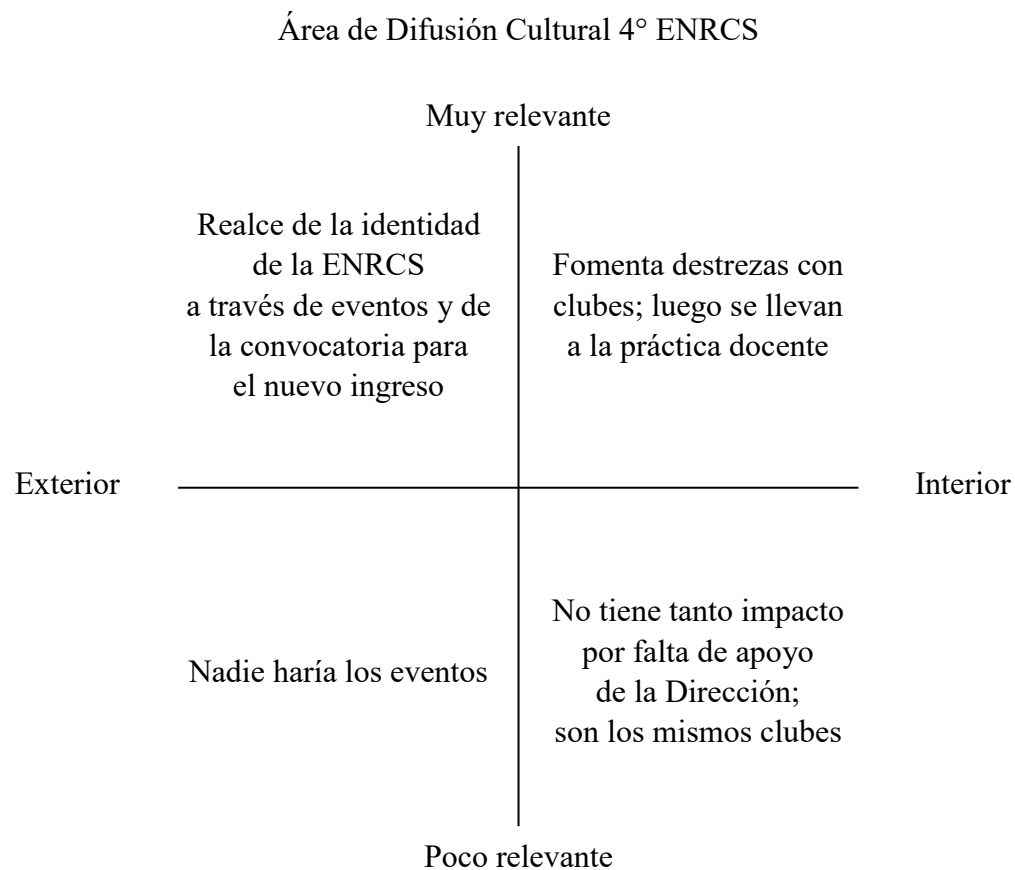 Área de Difusión Cultural 4° ENRCS
Muy relevante
Realce de la identidad
de la ENRCS
a través de eventos y de
la convocatoria para
el nuevo ingreso
Fomenta destrezas con
clubes; luego se llevan
a la práctica docente
Exterior
Interior
Nadie haría los eventos
No tiene tanto impacto
por falta de apoyo
de la Dirección;
son los mismos clubes
Poco relevante